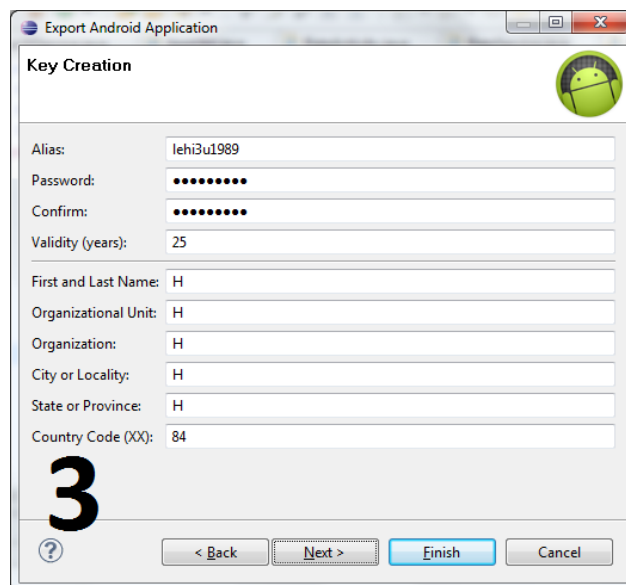 Export Android Application
Key Creation
Alias: lehi3u1989
Password: ●●●●●●●●●
Confirm: ●●●●●●●●●
Validity (years): 25
First and Last Name: H
Organizational Unit: H
Organization: H
City or Locality: H
State or Province: H
Country Code (XX): 84
3
? < Back Next > Finish Cancel